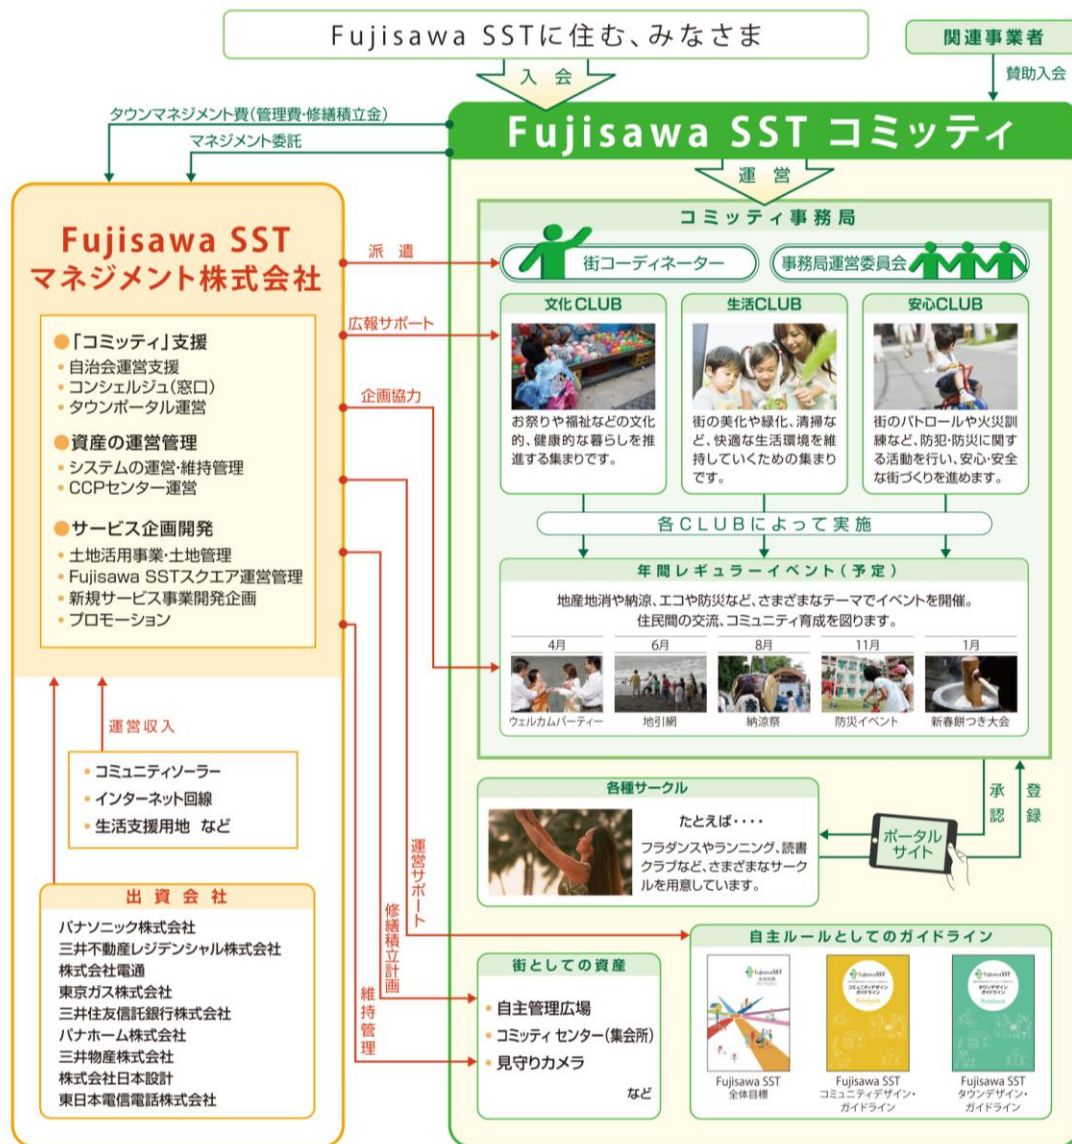 Fujisawa SSTに住む、みなさま
関連事業者
入会
賛助入会
タウンマネジメント費(管理費・修繕積立金)
マネジメント委託
Fujisawa SST コミッティ
運営
Fujisawa SST
マネジメント株式会社
●「コミッティ」支援
• 自治会運営支援
• コンシェルジュ(窓口)
• タウンポータル運営
●資産の運営管理
• システムの運営・維持管理
• CCPセンター運営
●サービス企画開発
• 土地活用事業・土地管理
• Fujisawa SSTスクエア運営管理
• 新規サービス事業開発企画
• プロモーション
運営収入
• コミュニティソーラー
• インターネット回線
• 生活支援用地 など
出資会社
パナソニック株式会社
三井不動産レジデンシャル株式会社
株式会社電通
東京ガス株式会社
三井住友信託銀行株式会社
パナホーム株式会社
三井物産株式会社
株式会社日本設計
東日本電信電話株式会社
派遣
広報サポート
企画協力
運営サポート
修繕積立計画
維持管理
コミッティ事務局
街コーディネーター
事務局運営委員会
文化CLUB
お祭りや福祉などの文化
的、健康的な暮らしを推
進する集まりです。
生活CLUB
街の美化や緑化、清掃な
ど、快適な生活環境を維
持していくための集まり
です。
安心CLUB
街のパトロールや火災訓
練など、防犯・防災に関す
る活動を行い、安心・安全
な街づくりを進めます。
各CLUBによって実施
年間レギュラーイベント(予定)
地産地消や納涼、エコや防災など、さまざまなテーマでイベントを開催。
住民間の交流、コミュニティ育成を図ります。
4月
ウェルカムパーティー
6月
地引網
8月
納涼祭
11月
防災イベント
1月
新春餅つき大会
承認
登録
各種サークル
たとえば‥‥
フラダンスやランニング、読書
クラブなど、さまざまなサーク
ルを用意しています。
ポータル
サイト
街としての資産
• 自主管理広場
• コミッティ センター(集会所)
• 見守りカメラ
など
自主ルールとしてのガイドライン
FujisawaSST
Fujisawa SST
全体目標
FujisawaSST
コミュニティデザイン
ガイドライン
Fujisawa SST
コミュニティデザイン・
ガイドライン
FujisawaSST
タウンデザイン
ガイドライン
Fujisawa SST
タウンデザイン・
ガイドライン